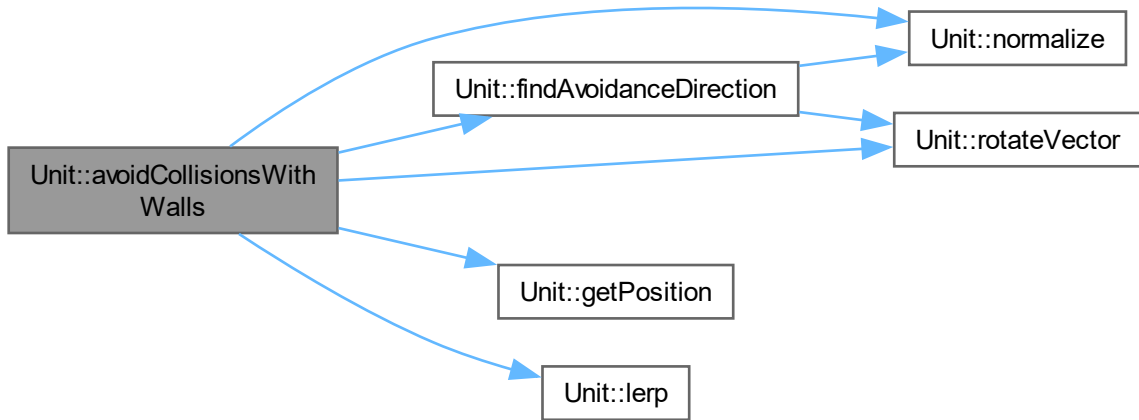 Unit::avoidCollisionsWith
Walls
Unit::findAvoidanceDirection
Unit::normalize
Unit::rotateVector
Unit::getPosition
Unit::lerp